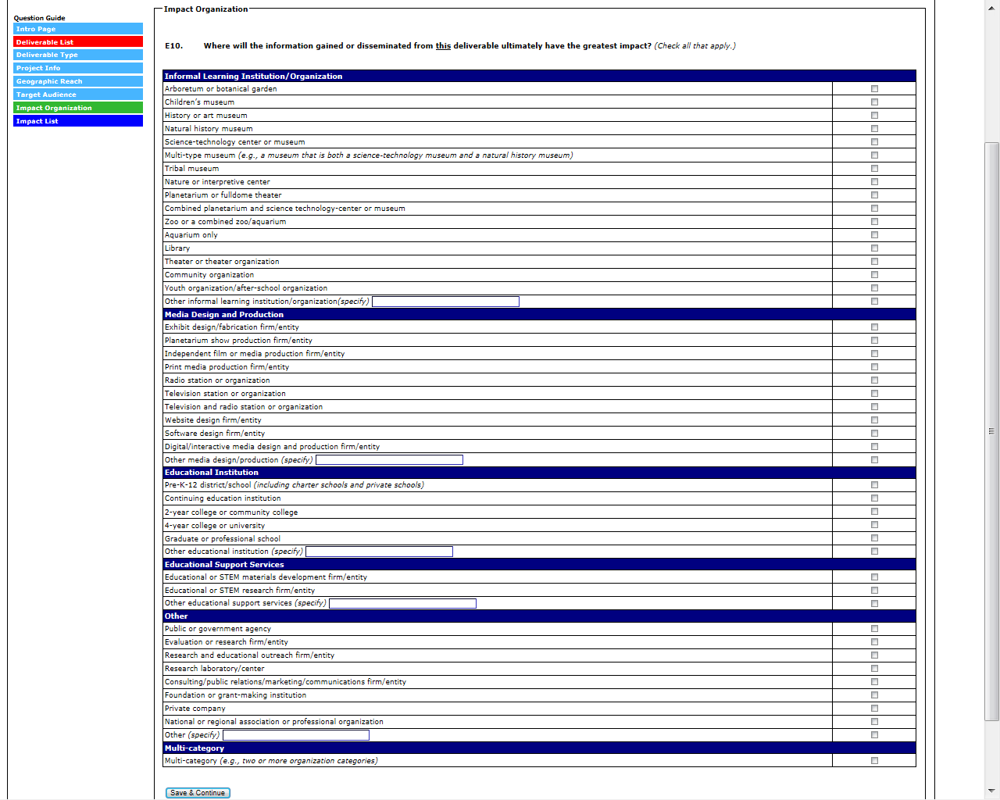 Question Guide
Intro Page
Deliverable List
Deliverable Type
Project Info
Geographic Reach
Target Audience
Impact Organization
Impact List
Impact Organization
E10. Where will the information gained or disseminated from this deliverable ultimately have the greatest impact? (Check all that apply.)
Informal Learning Institution/Organization
Arboretum or botanical garden
Children's museum
History or art museum
Natural history museum
Science-technology center or museum
Multi-type museum (e.g., a museum that is both a science-technology museum and a natural history museum)
Tribal museum
Nature or interpretive center
Planetarium or fulldome theater
Combined planetarium and science technology-center or museum
Zoo or a combined zoo/aquarium
Aquarium only
Library
Theater or theater organization
Community organization
Youth organization/after-school organization
Other informal learning institution/organization(specify)
Media Design and Production
Exhibit design/fabrication firm/entity
Planetarium show production firm/entity
Independent film or media production firm/entity
Print media production firm/entity
Radio station or organization
Television station or organization
Television and radio station or organization
Website design firm/entity
Software design firm/entity
Digital/interactive media design and production firm/entity
Other media design/production (specify)
Educational Institution
Pre-K-12 district/school (including charter schools and private schools)
Continuing education institution
2-year college or community college
4-year college or university
Graduate or professional school
Other educational institution (specify)
Educational Support Services
Educational or STEM materials development firm/entity
Educational or STEM research firm/entity
Other educational support services (specify)
Other
Public or government agency
Evaluation or research firm/entity
Research and educational outreach firm/entity
Research laboratory/center
Consulting/public relations/marketing/communications firm/entity
Foundation or grant-making institution
Private company
National or regional association or professional organization
Other (specify)
Multi-category
Multi-category (e.g., two or more organization categories)
Save & Continue